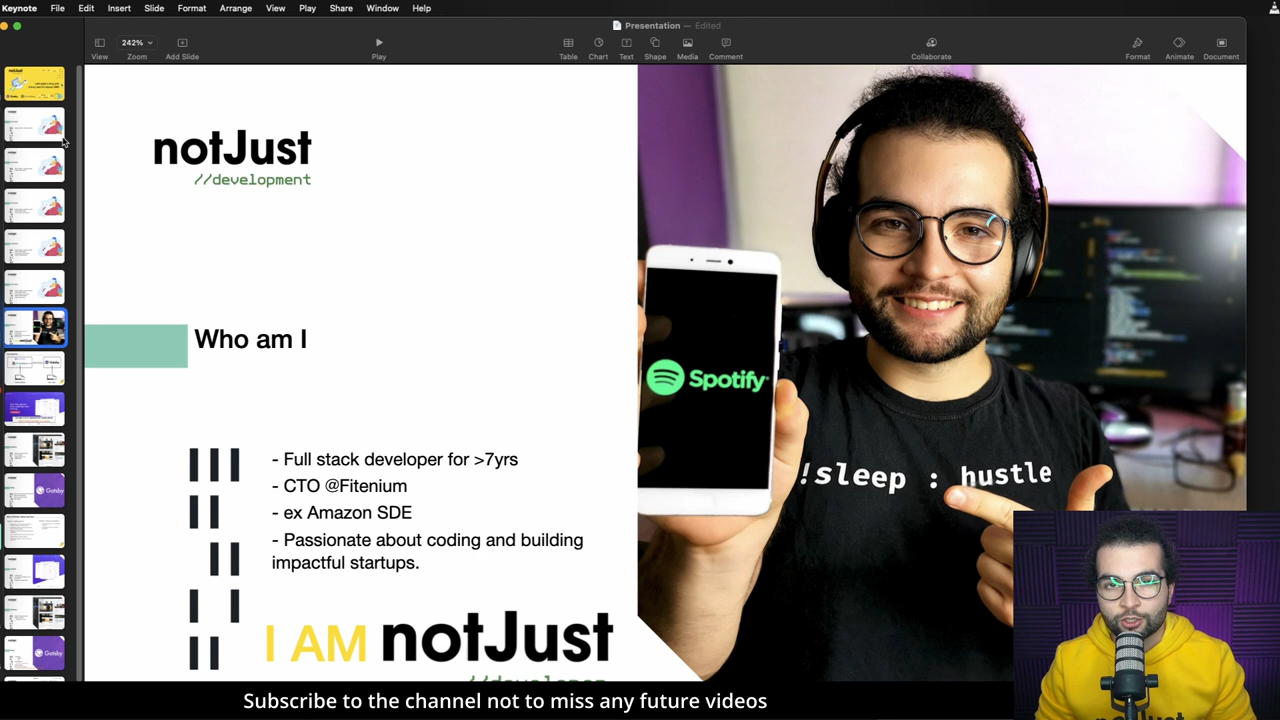 Keynote File Edit Insert Slide Format Arrange View Play Share Window Help
Presentation — Edited
242%
View Zoom Add Slide Play Table Chart Text Shape Media Comment Collaborate Format Animate Document
notJust
//development
Who am I
- Full stack developer for >7yrs
- CTO @Fitenium
- ex Amazon SDE
- Passionate about coding and building
impactful startups.
I AM notJust
Spotify
!sleep : hustle
Gatsby
Gatsby
Subscribe to the channel not to miss any future videos